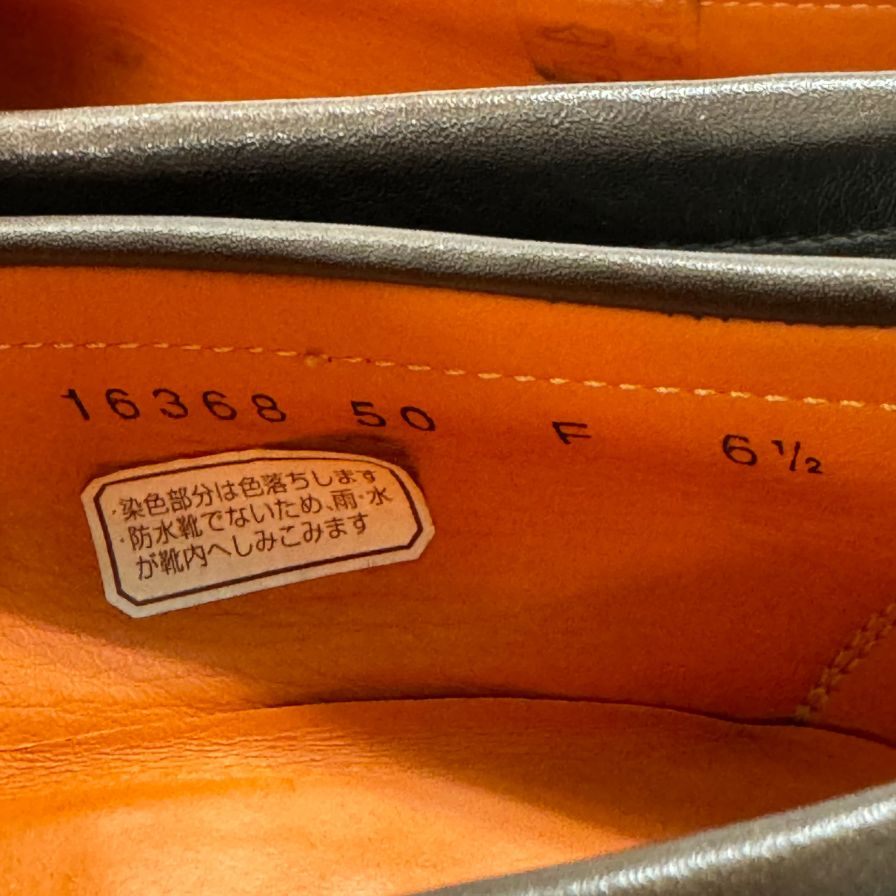 16368 50 F 6½
・染色部分は色落ちします
・防水靴でないため、雨・水
が靴内へしみこみます